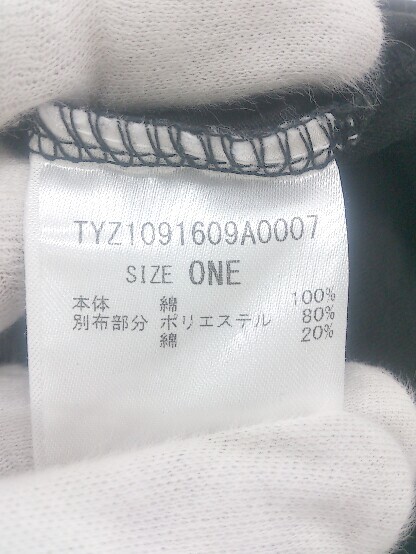 TYZ1091609A0007
SIZE ONE
本体 綿 100%
別布部分 ポリエステル 80%
綿 20%